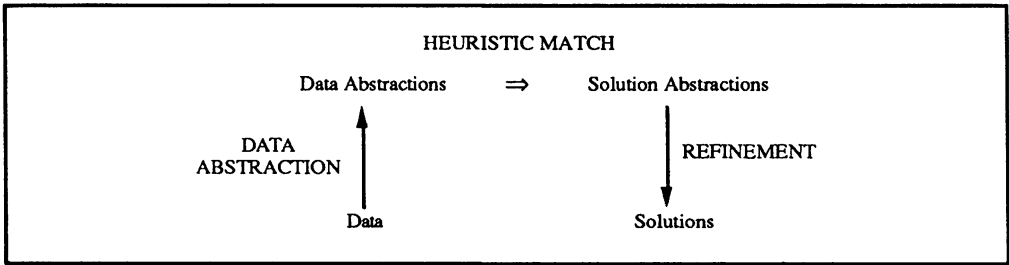 HEURISTIC MATCH
Data Abstractions ⇒ Solution Abstractions
DATA
ABSTRACTION
REFINEMENT
Data
Solutions